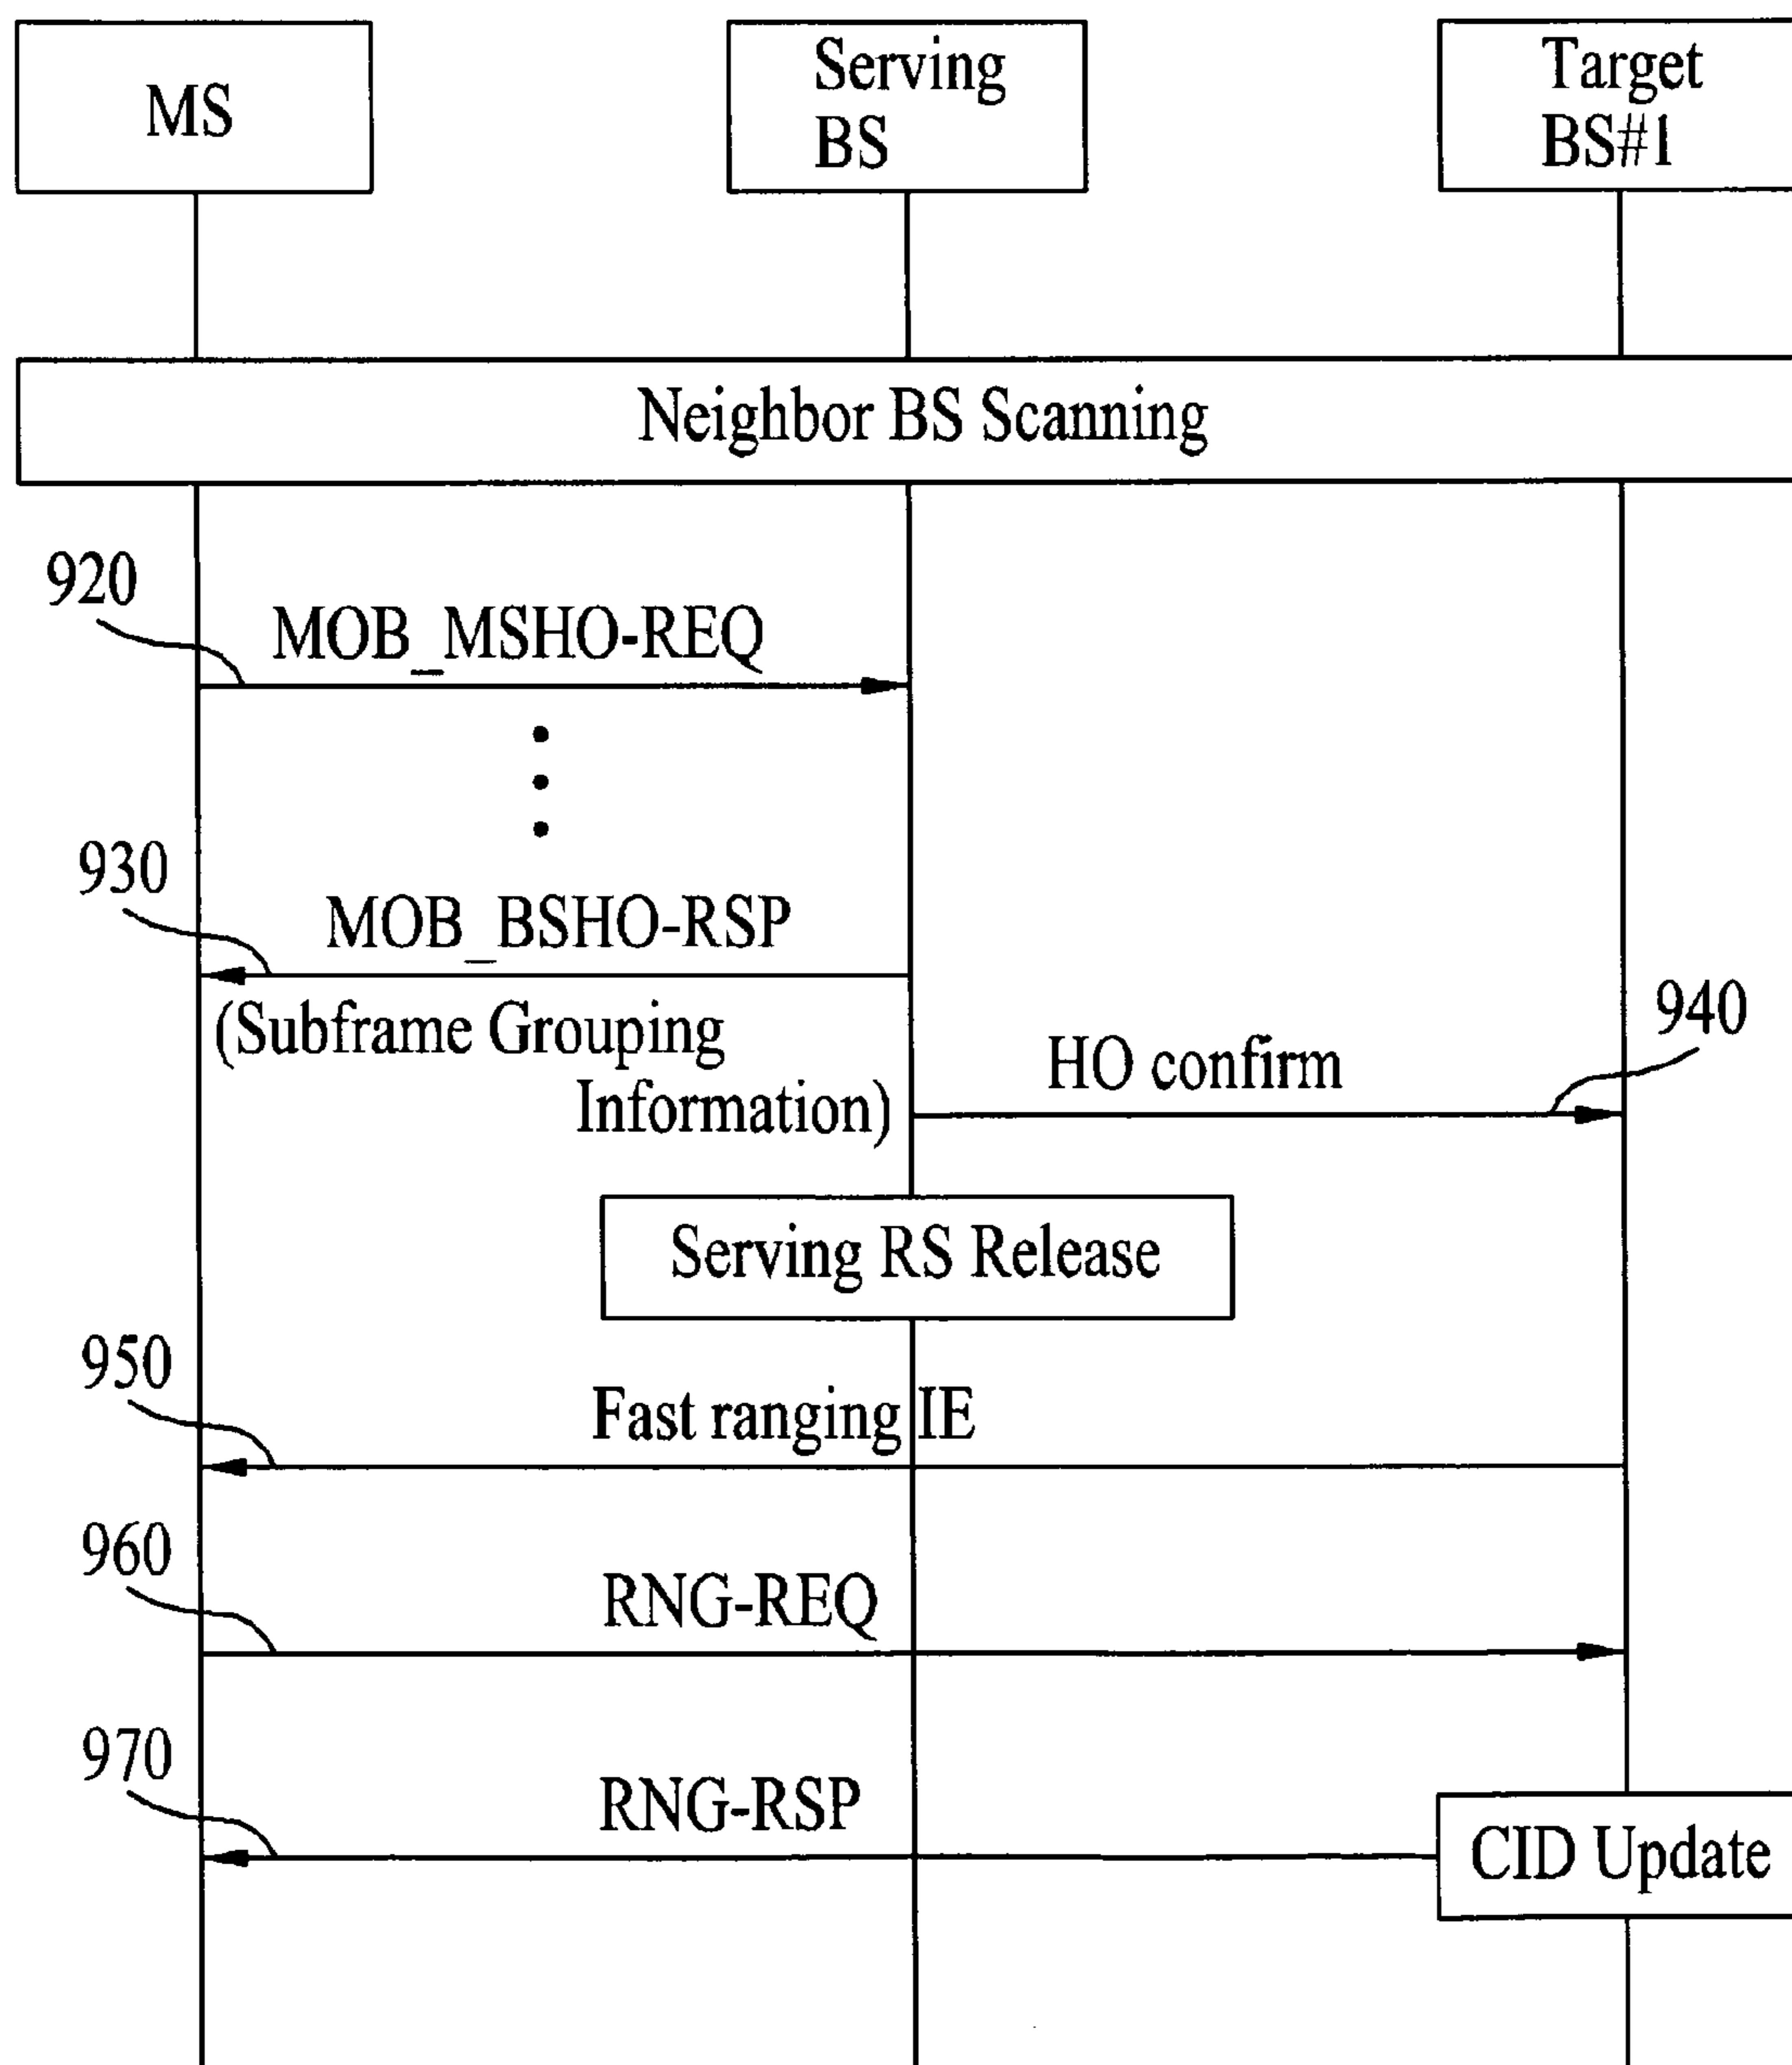 MS
Serving
BS
Target
BS#1
Neighbor BS Scanning
920
MOB_MSHO-REQ
930
MOB_BSHO-RSP
(Subframe Grouping
Information)
940
HO confirm
Serving RS Release
950
Fast ranging IE
960
RNG-REQ
970
RNG-RSP
CID Update